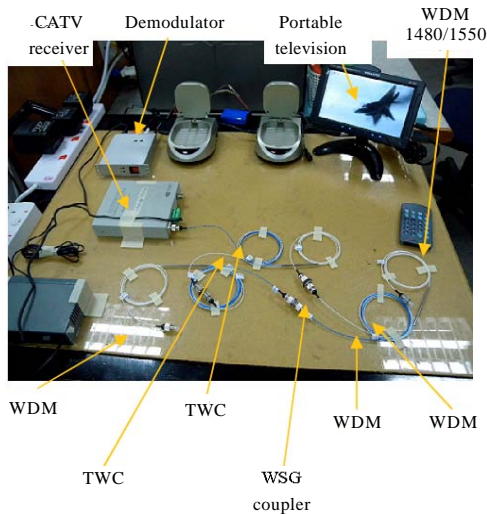 -CATV
receiver
Demodulator
Portable
television
WDM
1480/1550
WDM
TWC
TWC
WSG
coupler
WDM
WDM